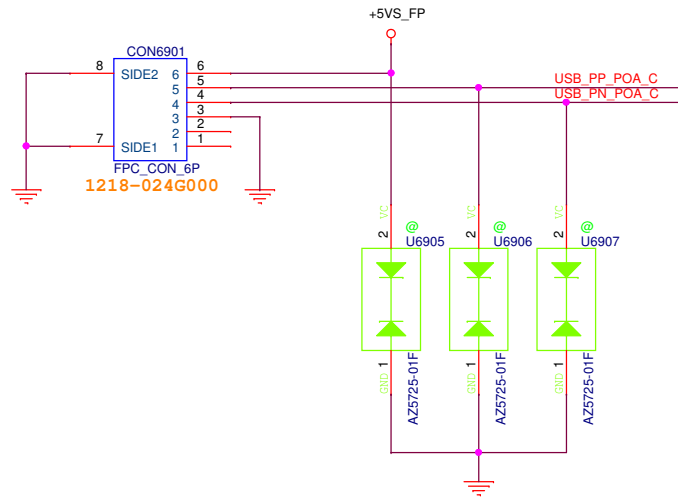 +5VS_FP
CON6901
8 SIDE2 6 6
5 5
4 4
3 3
2 2
7 SIDE1 1 1
FPC_CON_6P
1218-024G000
USB_PP_POA_C
USB_PN_POA_C
VC 2 @ U6905
VC 2 @ U6906
VC 2 @ U6907
GND 1 AZ5725-01F
GND 1 AZ5725-01F
GND 1 AZ5725-01F